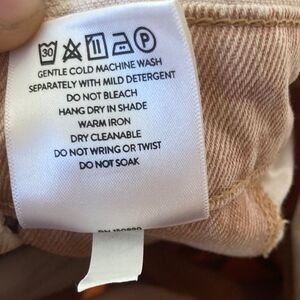 30 P
GENTLE COLD MACHINE WASH
SEPARATELY WITH MILD DETERGENT
DO NOT BLEACH
HANG DRY IN SHADE
WARM IRON
DRY CLEANABLE
DO NOT WRING OR TWIST
DO NOT SOAK